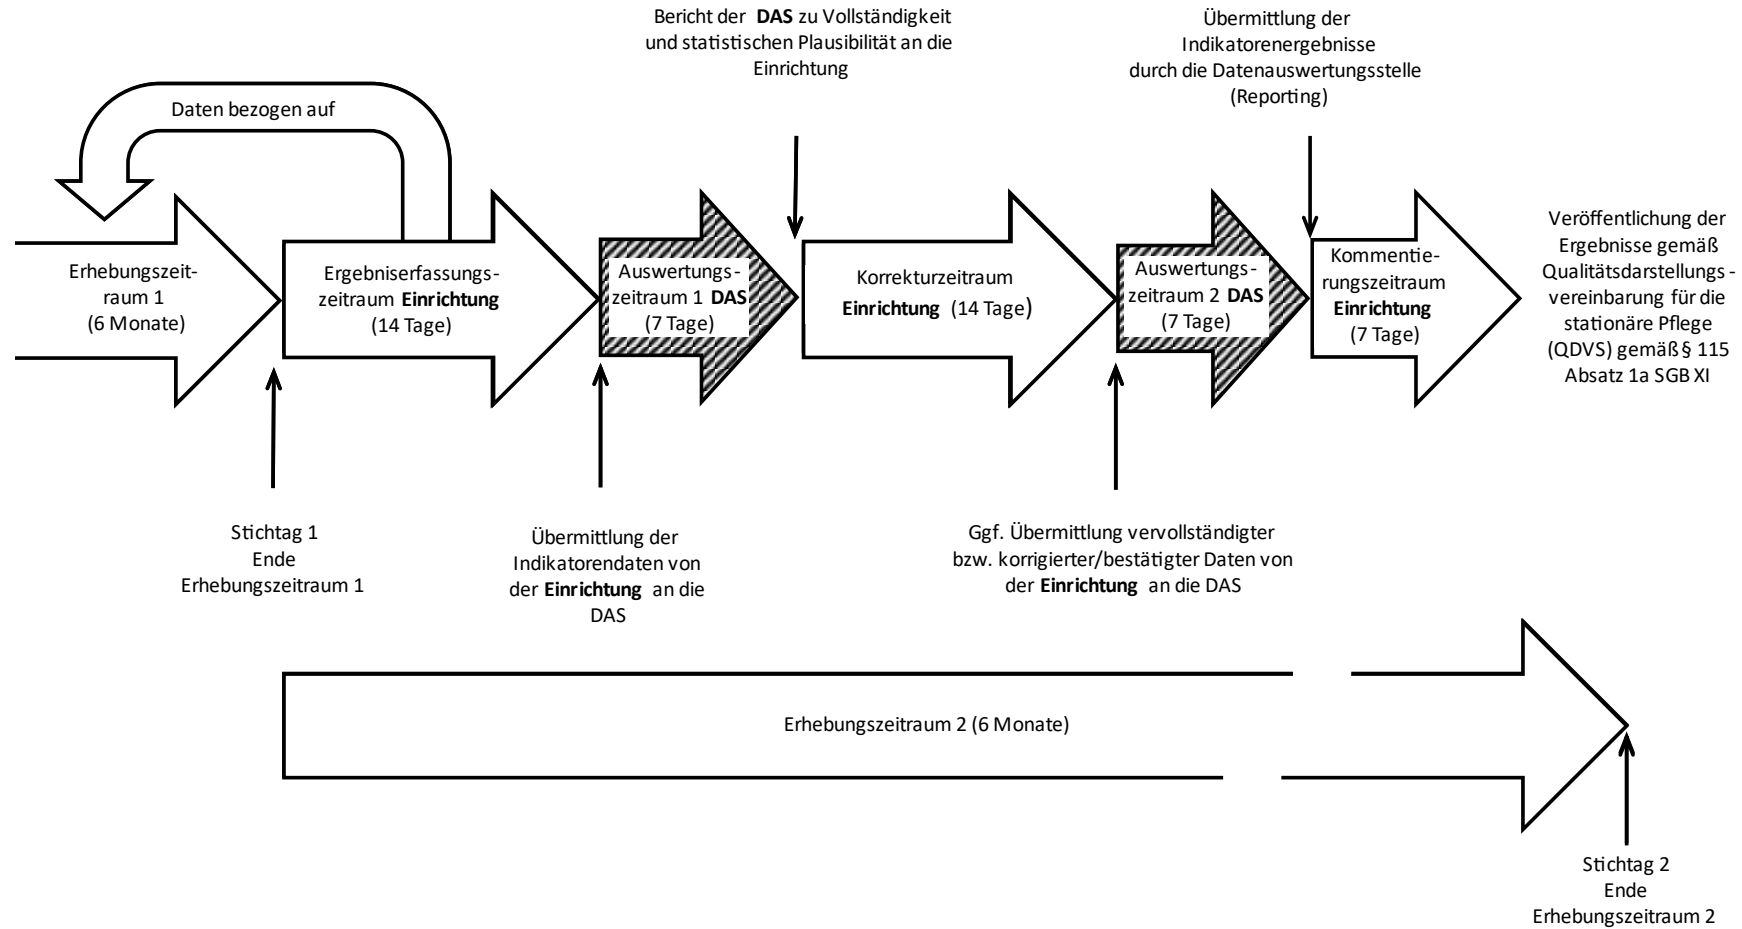 Bericht der DAS zu Vollständigkeit
und statistischen Plausibilität an die
Einrichtung
Übermittlung der
Indikatorenergebnisse
durch die Datenauswertungsstelle
(Reporting)
Daten bezogen auf
Erhebungszeit-
raum 1
(6 Monate)
Ergebniserfassungs-
zeitraum Einrichtung
(14 Tage)
Auswertungs-
zeitraum 1 DAS
(7 Tage)
Korrekturzeitraum
Einrichtung (14 Tage)
Auswertungs-
zeitraum 2 DAS
(7 Tage)
Kommentie-
rungszeitraum
Einrichtung
(7 Tage)
Veröffentlichung der
Ergebnisse gemäß
Qualitätsdarstellungs-
vereinbarung für die
stationäre Pflege
(QDVS) gemäß § 115
Absatz 1a SGB XI
Stichtag 1
Ende
Erhebungszeitraum 1
Übermittlung der
Indikatorendaten von
der Einrichtung an die
DAS
Ggf. Übermittlung vervollständigter
bzw. korrigierter/bestätigter Daten von
der Einrichtung an die DAS
Erhebungszeitraum 2 (6 Monate)
Stichtag 2
Ende
Erhebungszeitraum 2